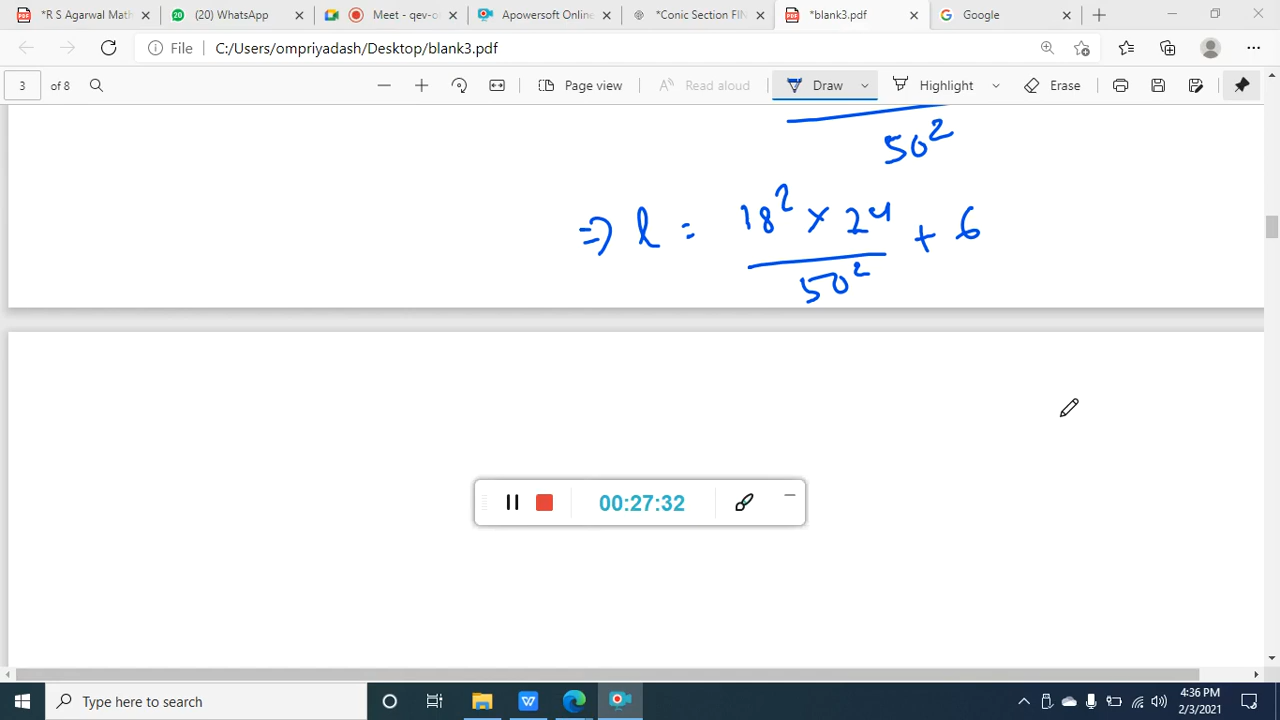 *R S Agarwal Mat
(20) WhatsApp
Meet - qev-o
Apowersoft Online
*Conic Section FIN
*blank3.pdf
Google
File C:/Users/ompriyadash/Desktop/blank3.pdf
3 of 8
Page view
Read aloud
Draw
Highlight
Erase
50²
⇒ l = 18² × 24 + 6
50²
00:27:32
Type here to search
4:36 PM
2/3/2021